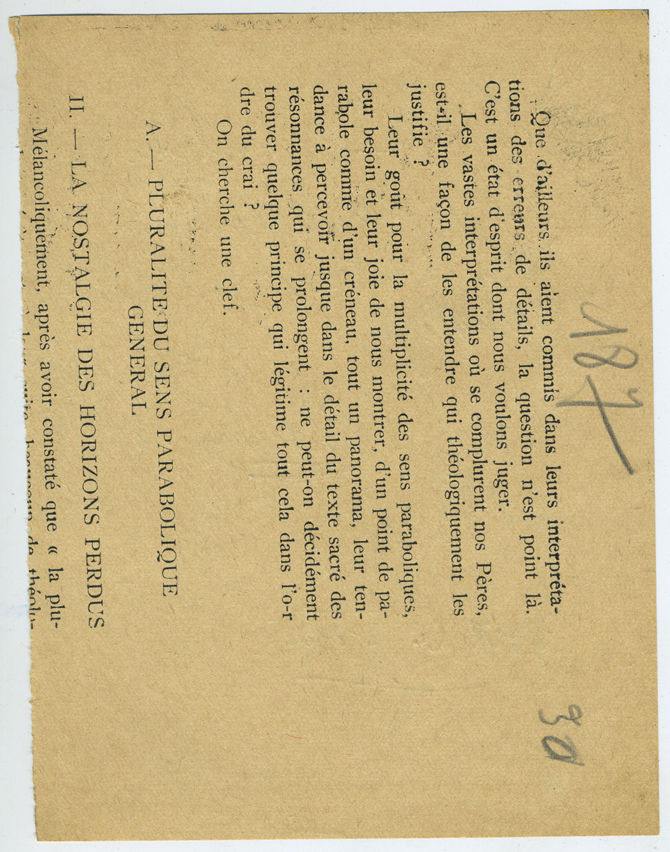 187
3a
Que d'ailleurs ils aient commis dans leurs interpréta-
tions des erreurs de détails, la question n'est point là.
C'est un état d'esprit dont nous voulons juger.
Les vastes interprétations où se complurent nos Pères,
est-il une façon de les entendre qui théologiquement les
justifie ?
Leur goût pour la multiplicité des sens paraboliques,
leur besoin et leur joie de nous montrer, d'un point de pa-
rabole comme d'un créneau, tout un panorama, leur ten-
dance à percevoir jusque dans le détail du texte sacré des
résonnances qui se prolongent : ne peut-on décidément
trouver quelque principe qui légitime tout cela dans l'o-r
dre du crai ?
On cherche une clef.
A. — PLURALITE DU SENS PARABOLIQUE
GENERAL
II. — LA NOSTALGIE DES HORIZONS PERDUS
Mélancoliquement, après avoir constaté que « la plu-